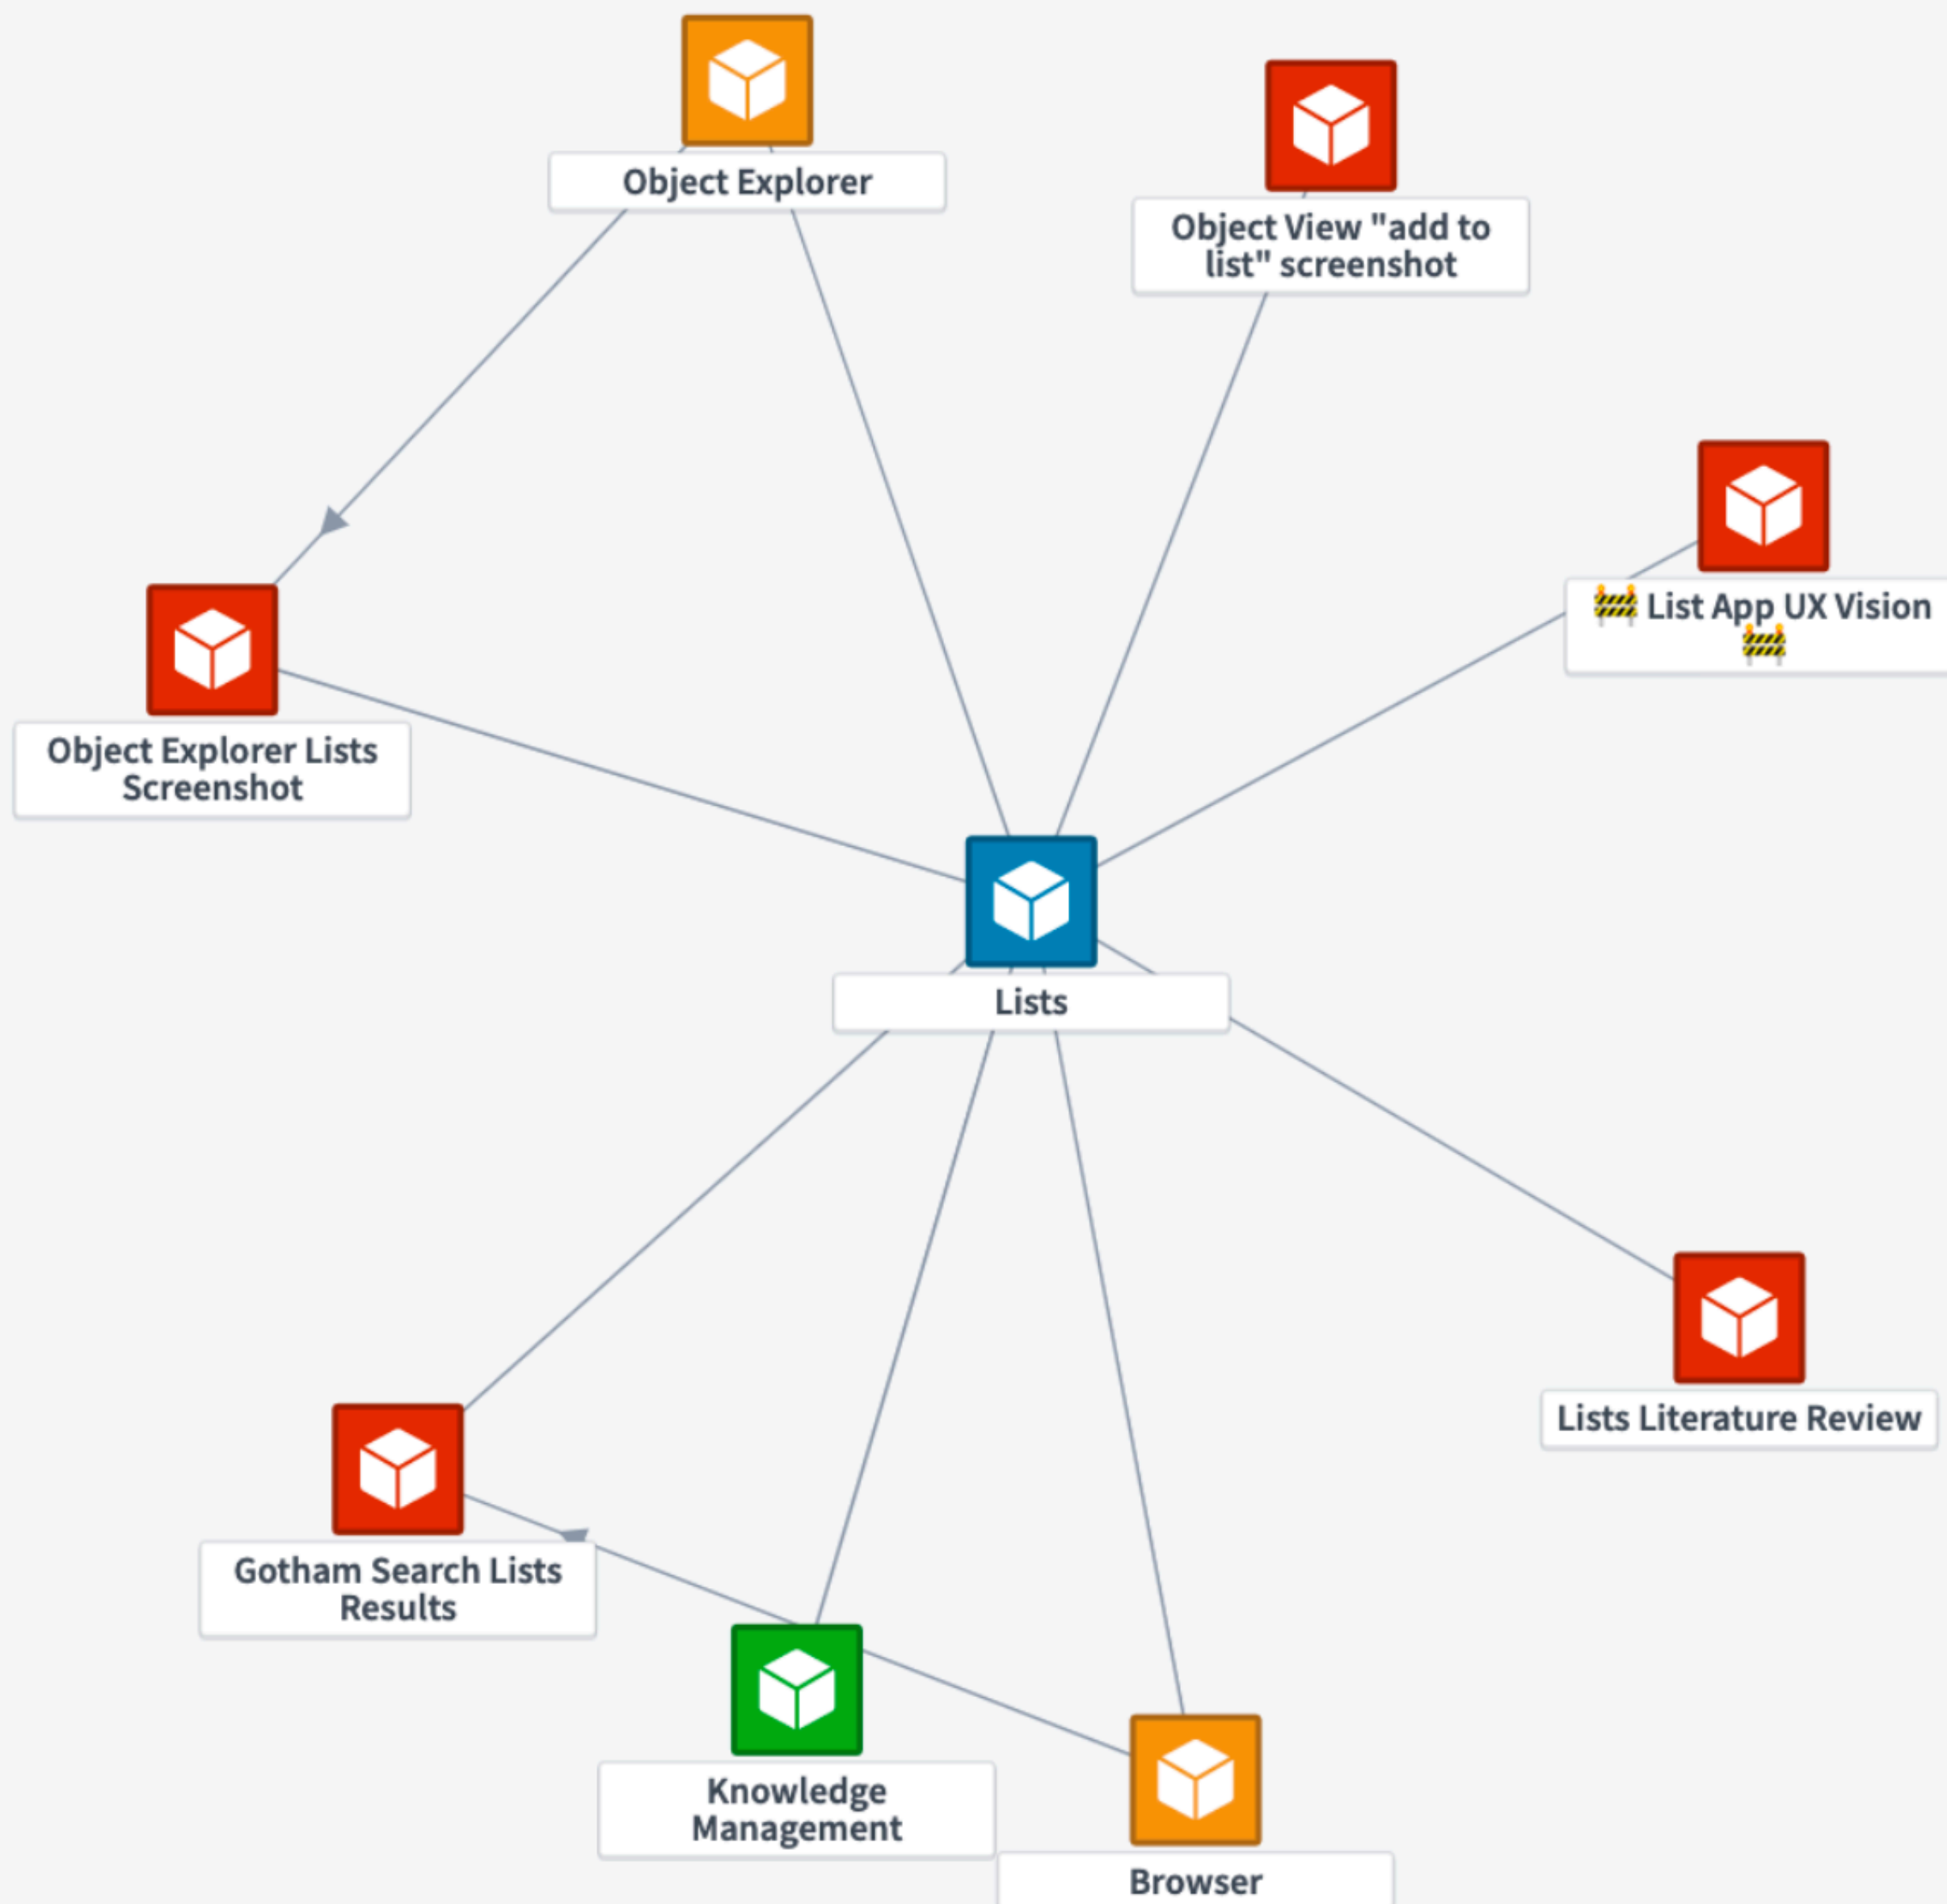 Object Explorer
Object View "add to
list" screenshot
🚧 List App UX Vision
🚧
Object Explorer Lists
Screenshot
Lists
Lists Literature Review
Gotham Search Lists
Results
Knowledge
Management
Browser